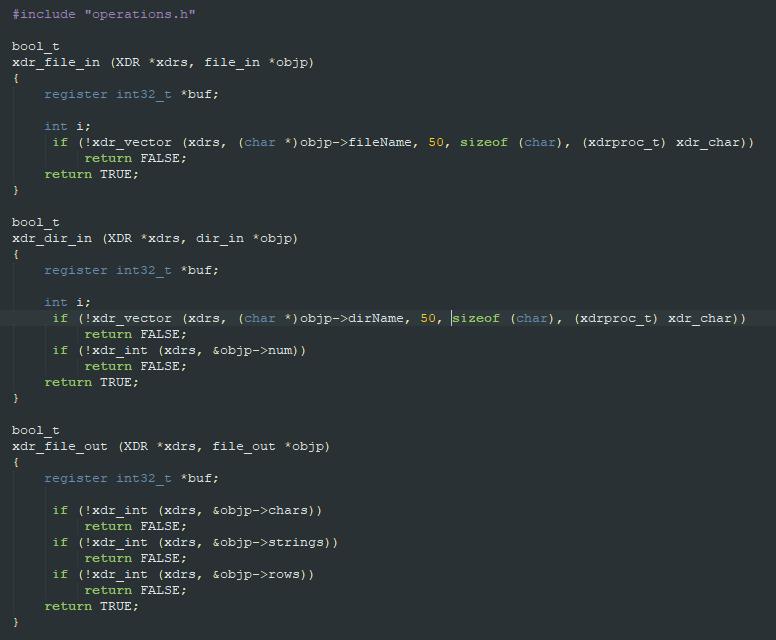 #include "operations.h"
bool_t
xdr_file_in (XDR *xdrs, file_in *objp)
{
register int32_t *buf;
int i;
if (!xdr_vector (xdrs, (char *)objp->fileName, 50, sizeof (char), (xdrproc_t) xdr_char))
return FALSE;
return TRUE;
}
bool_t
xdr_dir_in (XDR *xdrs, dir_in *objp)
{
register int32_t *buf;
int i;
if (!xdr_vector (xdrs, (char *)objp->dirName, 50, sizeof (char), (xdrproc_t) xdr_char))
return FALSE;
if (!xdr_int (xdrs, &objp->num))
return FALSE;
return TRUE;
}
bool_t
xdr_file_out (XDR *xdrs, file_out *objp)
{
register int32_t *buf;
if (!xdr_int (xdrs, &objp->chars))
return FALSE;
if (!xdr_int (xdrs, &objp->strings))
return FALSE;
if (!xdr_int (xdrs, &objp->rows))
return FALSE;
return TRUE;
}